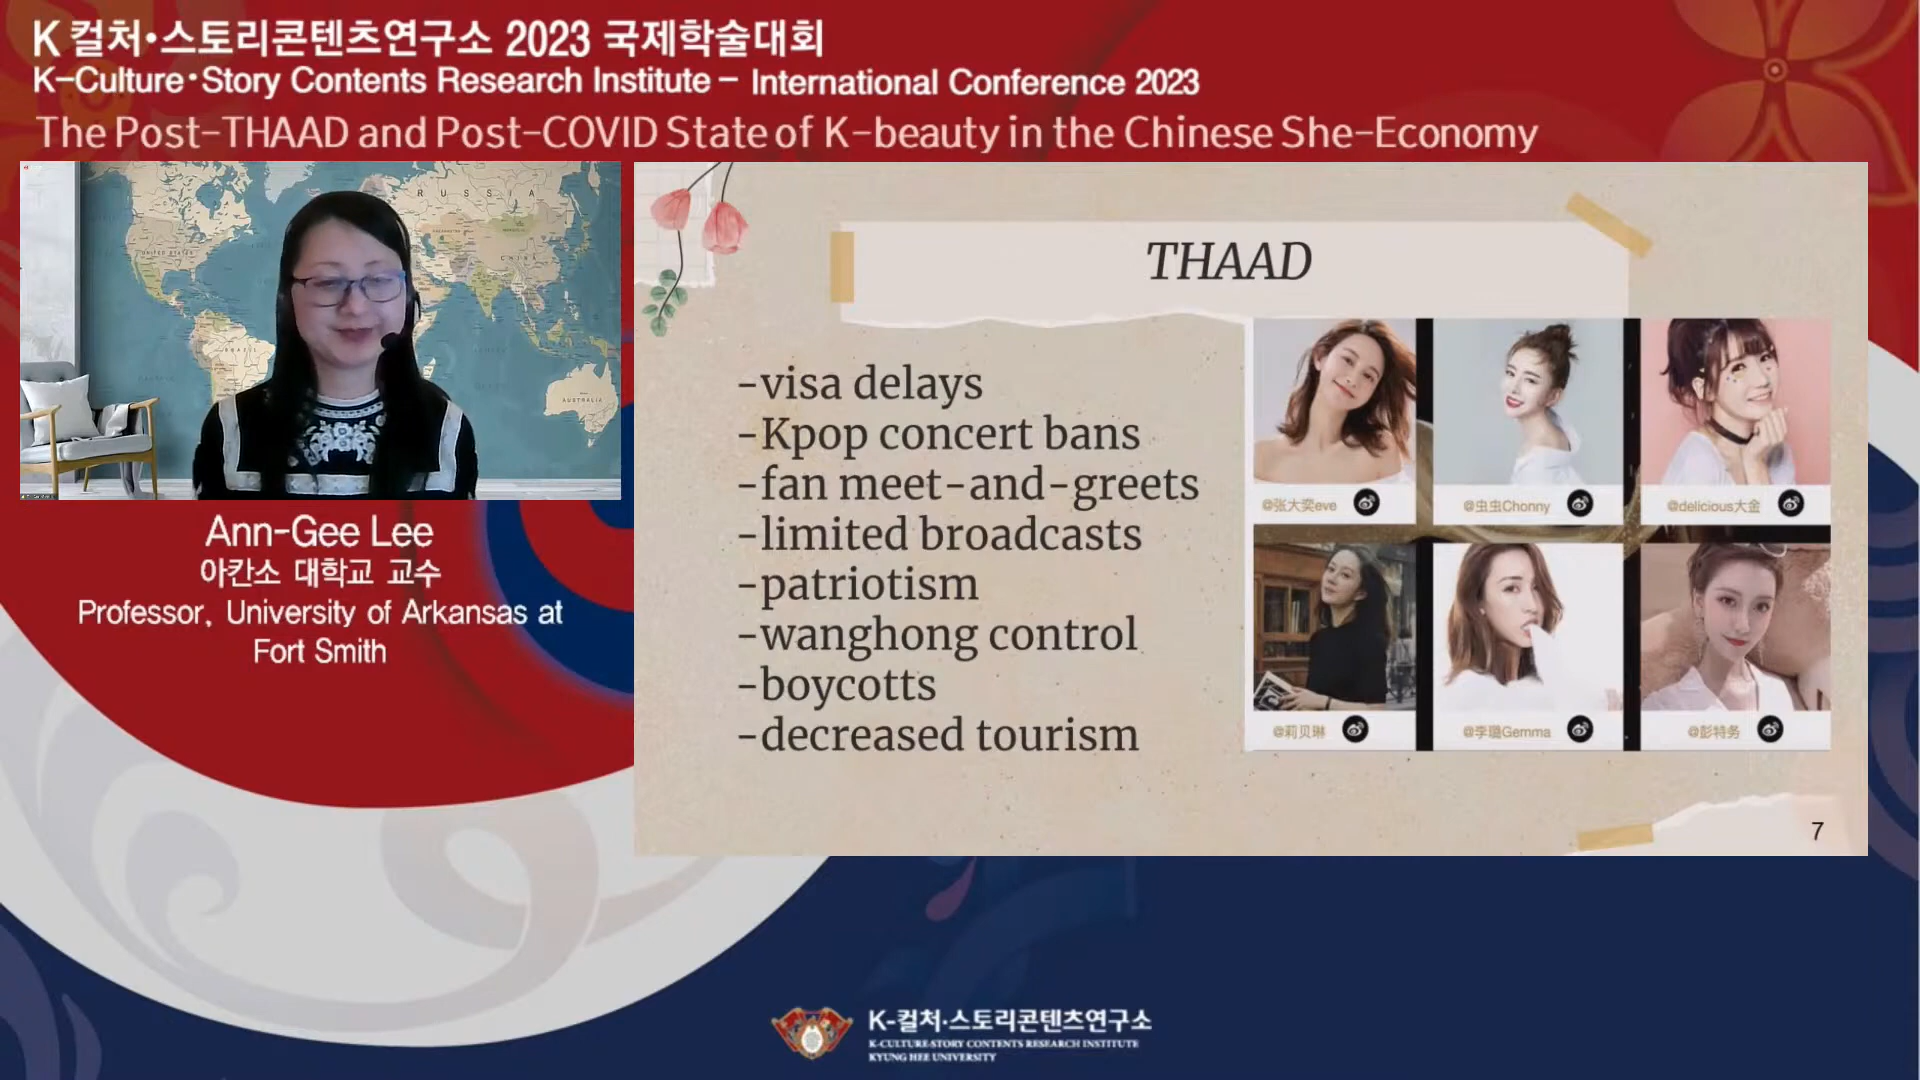 K컬처·스토리콘텐츠연구소 2023 국제학술대회
K-Culture·Story Contents Research Institute - International Conference 2023
The Post-THAAD and Post-COVID State of K-beauty in the Chinese She-Economy
RUSSIA
CHINA
UNITED STATES
BRAZIL
AUSTRALIA
Ann-Gee Lee
아칸소 대학교 교수
Professor, University of Arkansas at
Fort Smith
THAAD
-visa delays
-Kpop concert bans
-fan meet-and-greets
-limited broadcasts
-patriotism
-wanghong control
-boycotts
-decreased tourism
@张大奕eve
@虫虫Chonny
@delicious大金
@莉贝琳
@李璐Gemma
@彭特务
7
K-컬처·스토리콘텐츠연구소
K-CULTURE·STORY CONTENTS RESEARCH INSTITUTE
KYUNG HEE UNIVERSITY